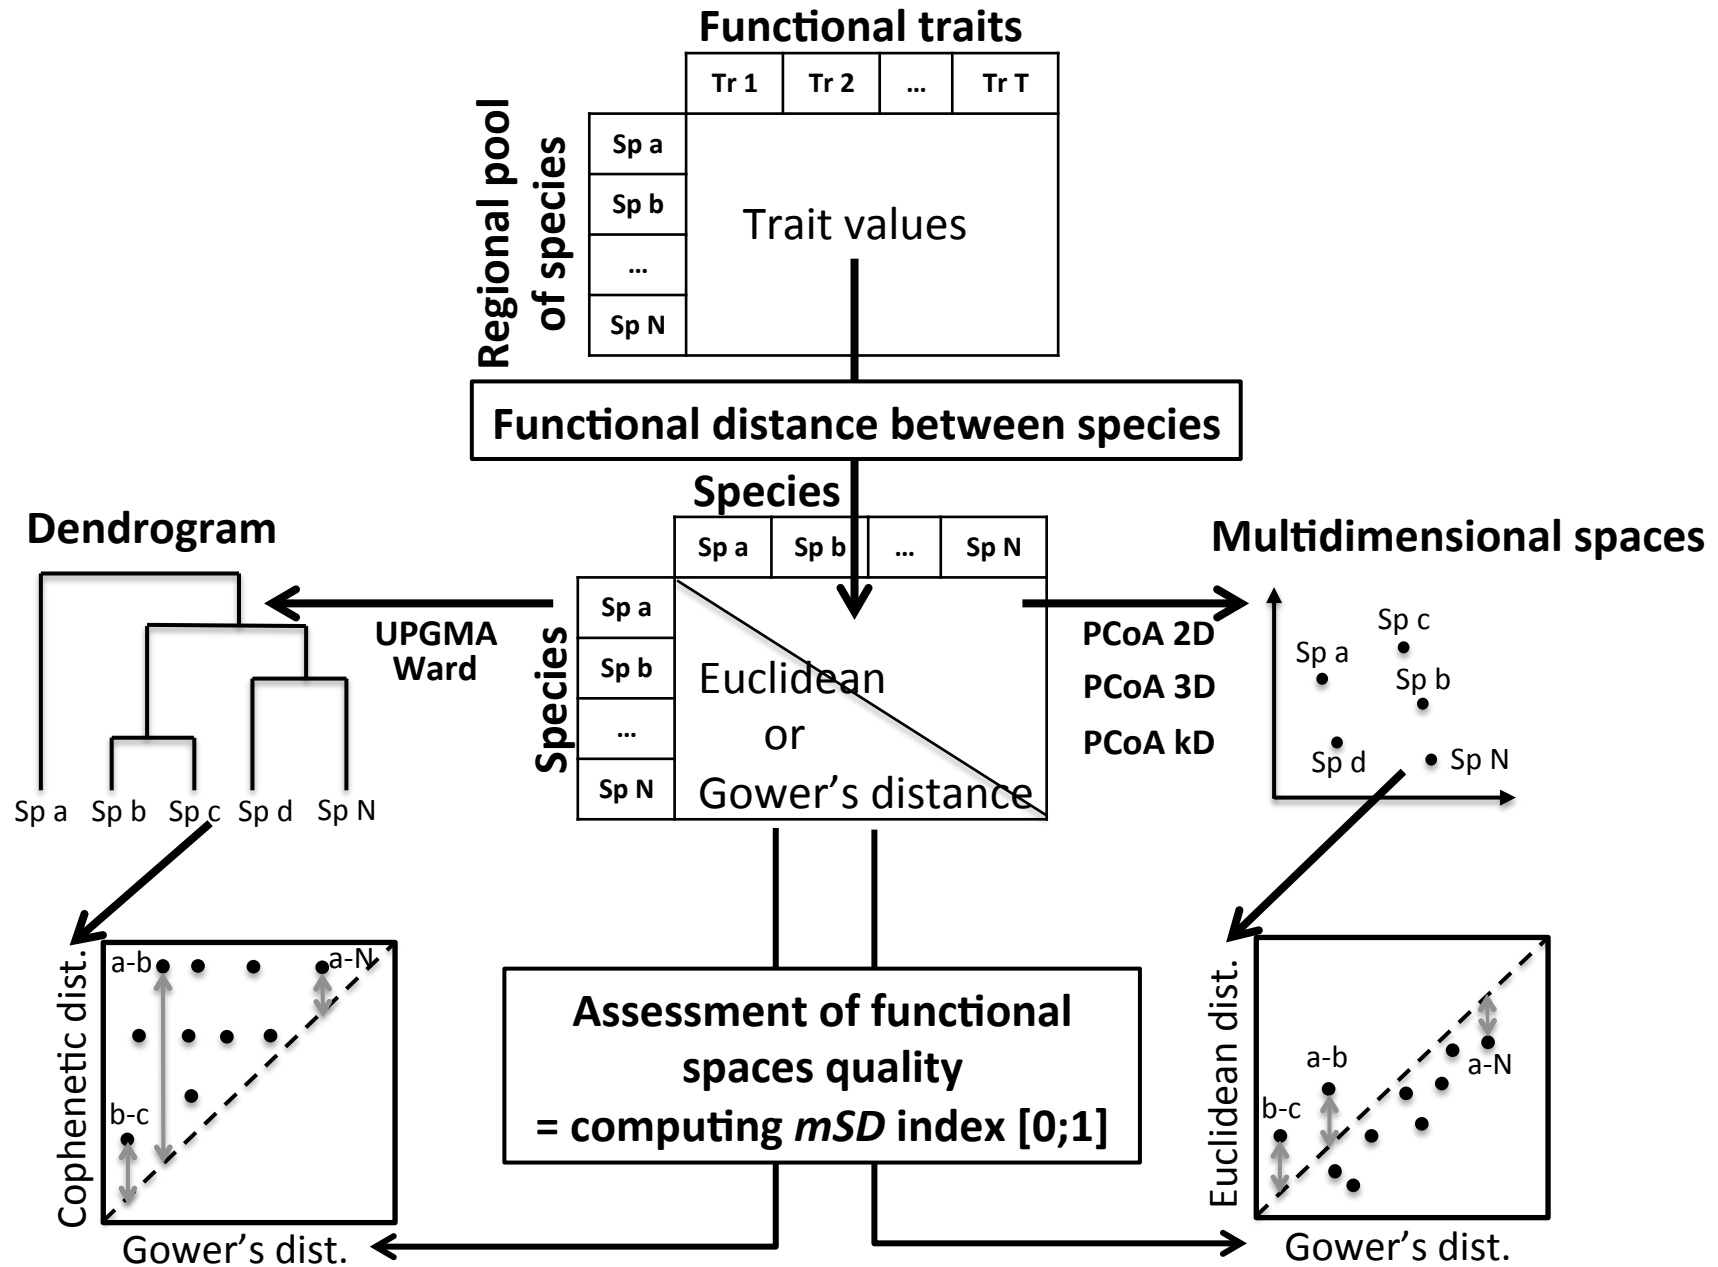 Functional traits
Tr 1 Tr 2 ... Tr T
Regional pool
of species
Sp a
Sp b
...
Sp N
Trait values
Functional distance between species
Species
Sp a Sp b ... Sp N
Species
Sp a
Sp b
...
Sp N
Euclidean
or
Gower's distance
Dendrogram
UPGMA
Ward
Sp a Sp b Sp c Sp d Sp N
Multidimensional spaces
PCoA 2D
PCoA 3D
PCoA kD
Sp c
Sp a
Sp b
Sp d
Sp N
Cophenetic dist.
a-b
a-N
b-c
Gower's dist.
Assessment of functional
spaces quality
= computing mSD index [0;1]
Euclidean dist.
a-b
a-N
b-c
Gower's dist.